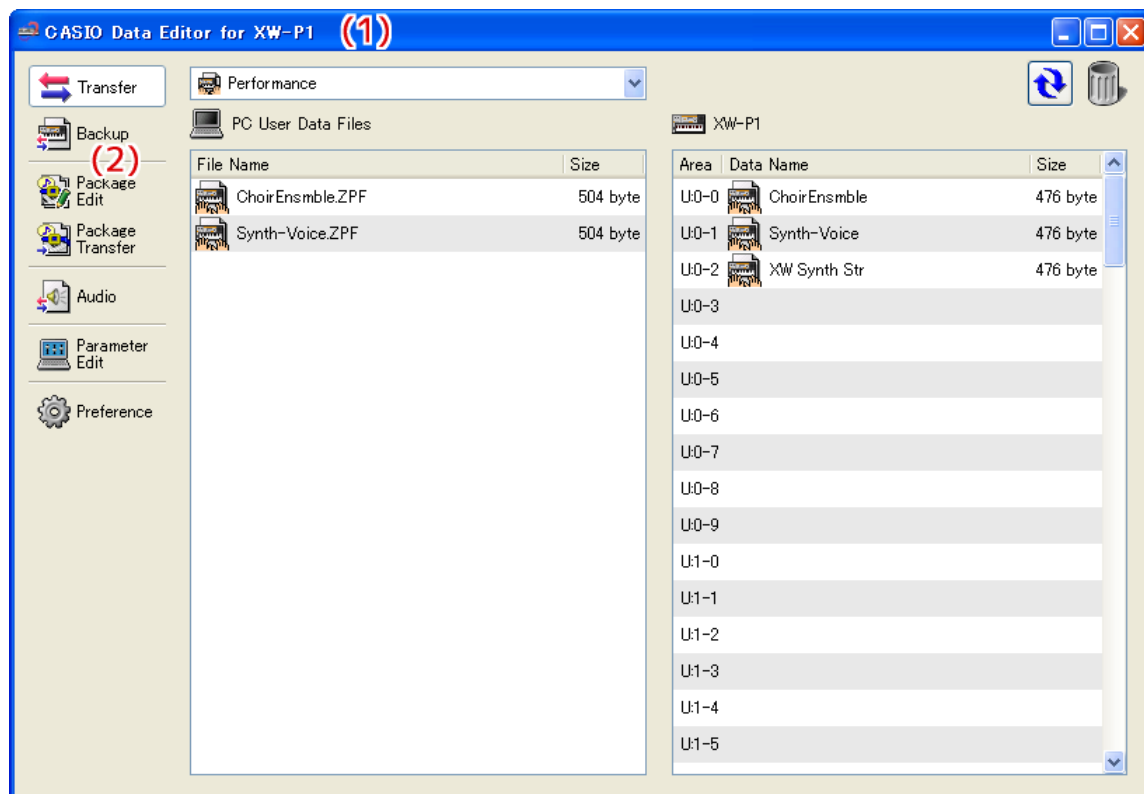 CASIO Data Editor for XW-P1 (1)
Transfer
Performance
Backup
(2)
PC User Data Files
XW-P1
Package
Edit
Package
Transfer
Audio
Parameter
Edit
Preference
File Name Size
ChoirEnsmble.ZPF 504 byte
Synth-Voice.ZPF 504 byte
Area Data Name Size
U:0-0 ChoirEnsmble 476 byte
U:0-1 Synth-Voice 476 byte
U:0-2 XW Synth Str 476 byte
U:0-3
U:0-4
U:0-5
U:0-6
U:0-7
U:0-8
U:0-9
U:1-0
U:1-1
U:1-2
U:1-3
U:1-4
U:1-5